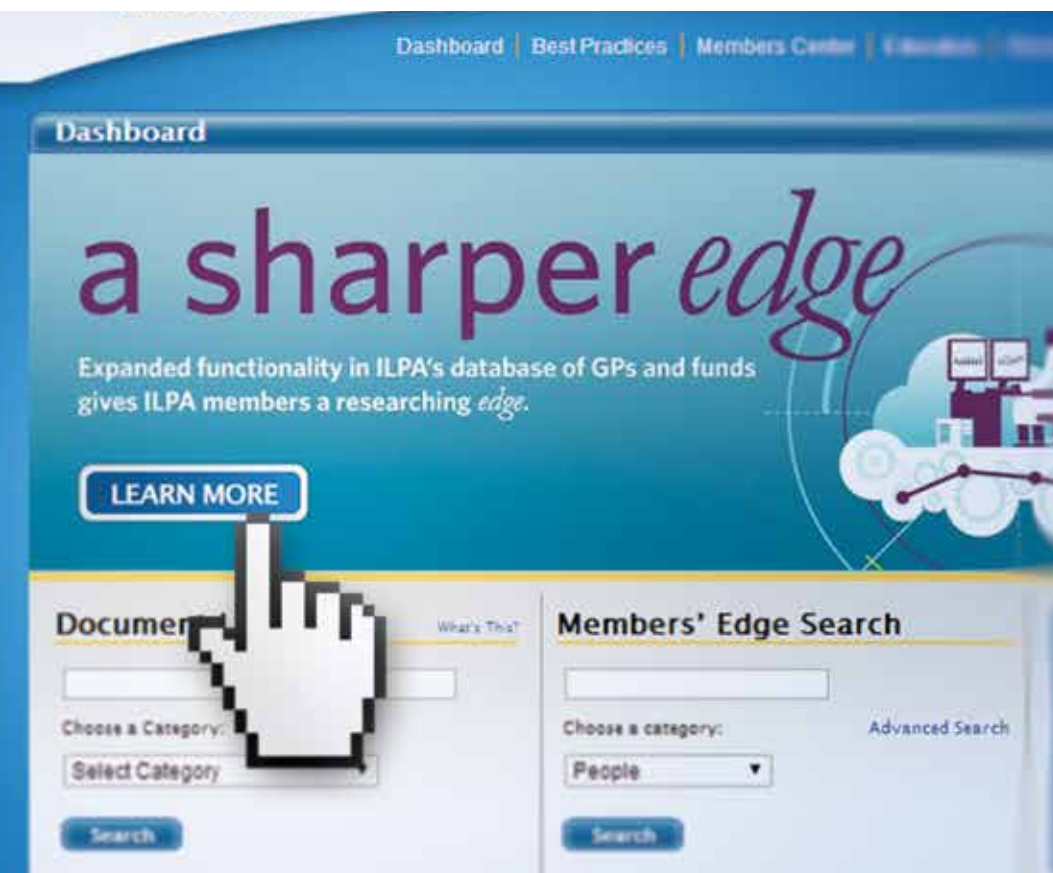 Dashboard | Best Practices | Members Center
Dashboard
a sharper edge
Expanded functionality in ILPA's database of GPs and funds
gives ILPA members a researching edge.
LEARN MORE
What's This?
Choose a Category:
Select Category
Search
Members' Edge Search
Choose a category:
Advanced Search
People
Search